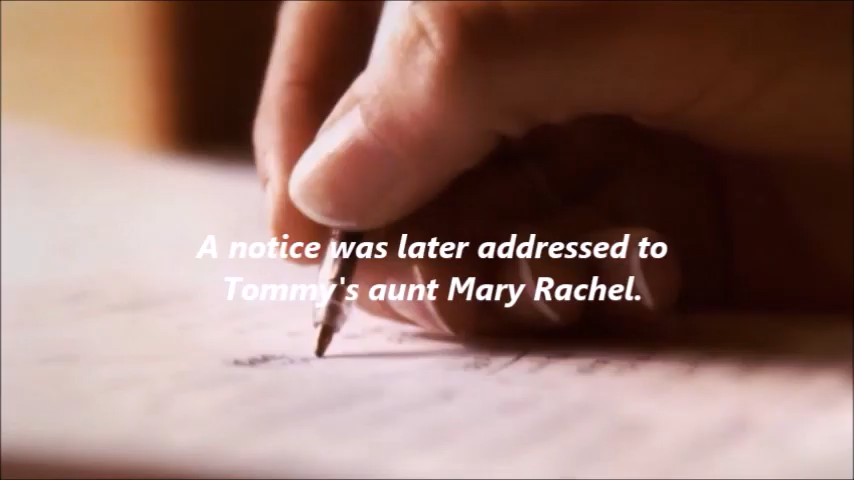 A notice was later addressed to
Tommy's aunt Mary Rachel.